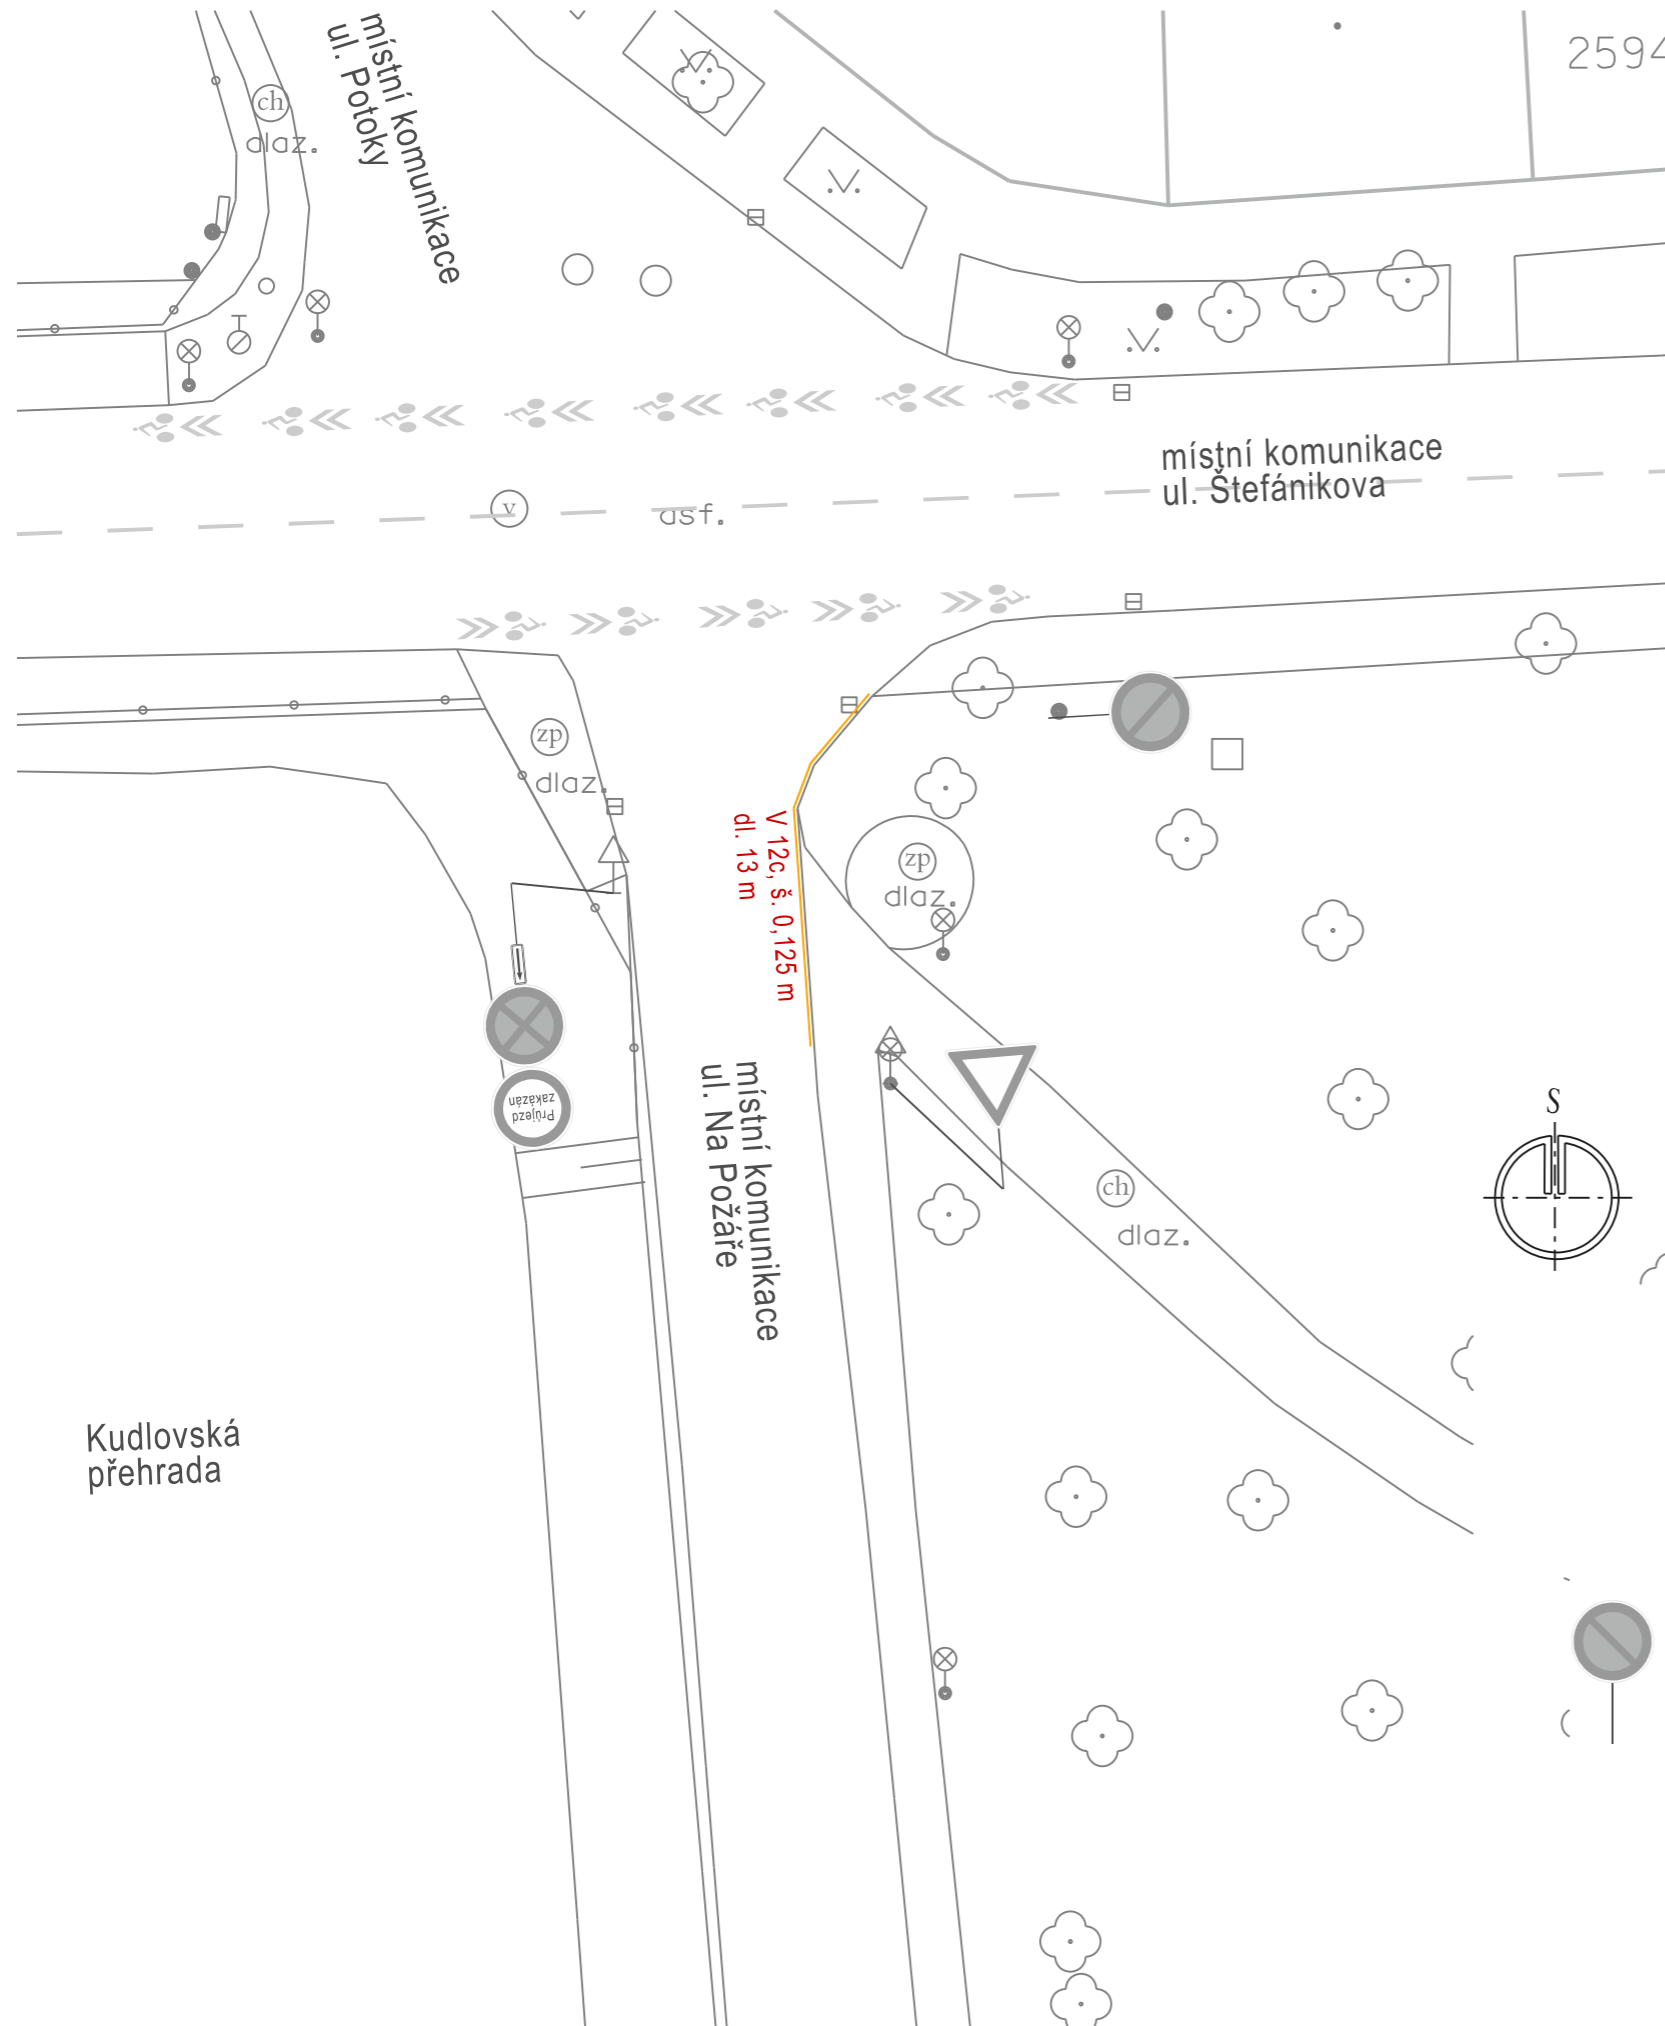 místní komunikace
ul. Potoky
2594
ch
dlaz.
místní komunikace
ul. Štefánikova
v
asf.
zp
dlaz.
V 12c, š. 0,125 m
dl. 13 m
zp
dlaz.
Průjezd
zakázán
místní komunikace
ul. Na Požáře
S
ch
dlaz.
Kudlovská
přehrada